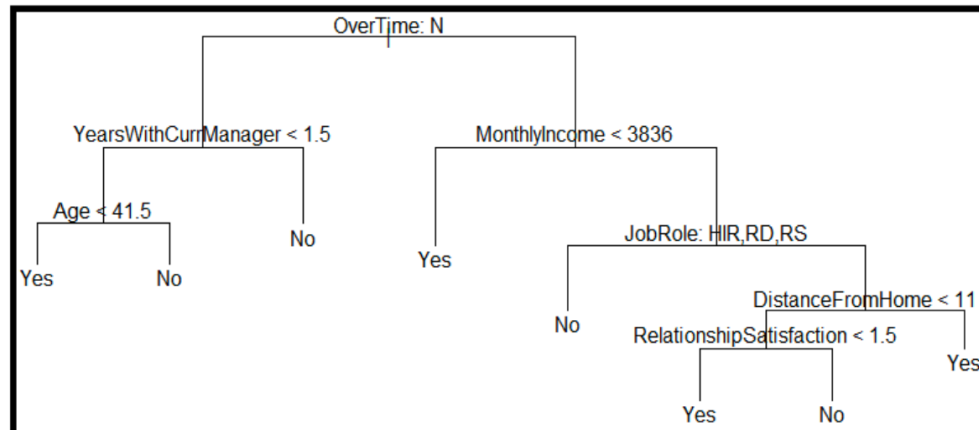 OverTime: N
YearsWithCurrManager < 1.5
MonthlyIncome < 3836
Age < 41.5
No
JobRole: HIR,RD,RS
Yes
Yes
No
No
DistanceFromHome < 11
RelationshipSatisfaction < 1.5
Yes
Yes
No